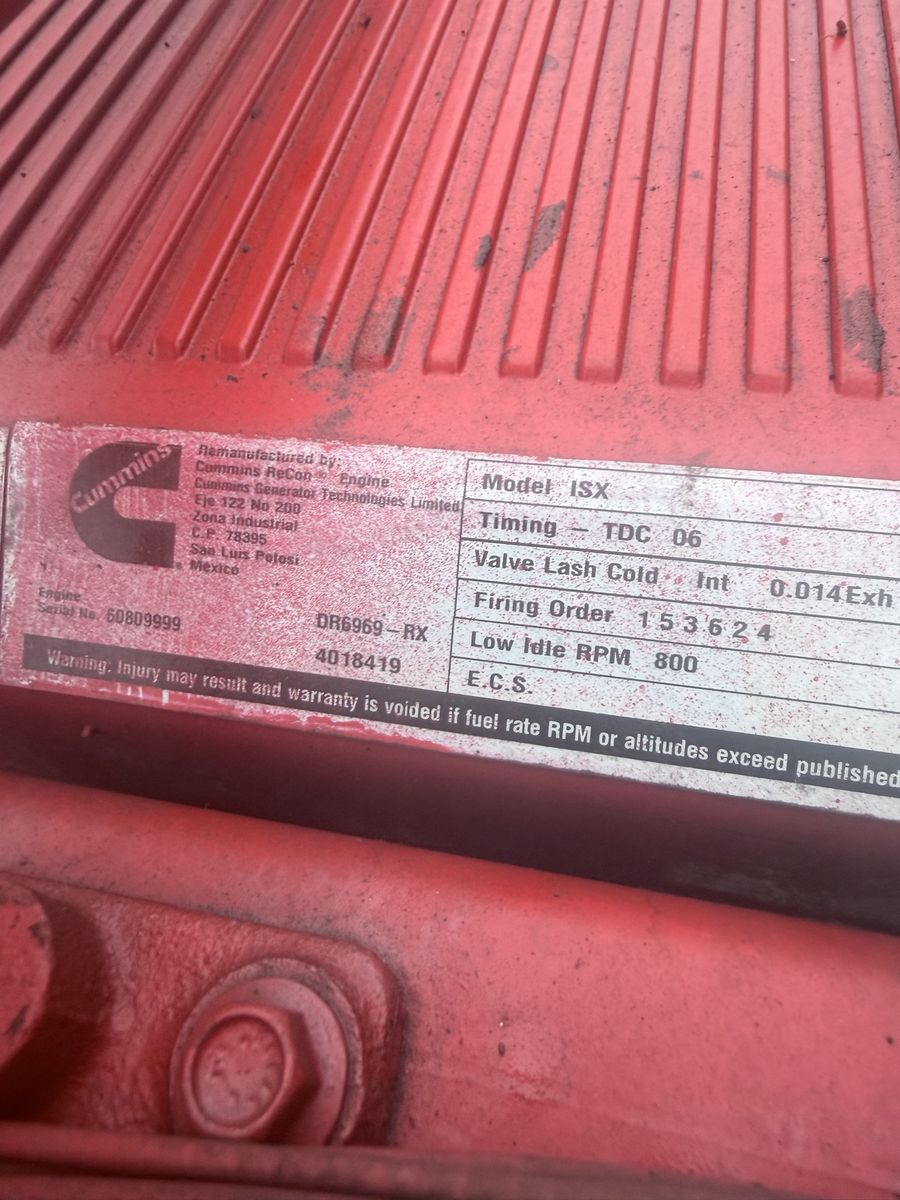 Cummins
Remanufactured by:
Cummins ReCon® Engine
Cummins Generator Technologies Limited
Eje 122 No 200
Zona Industrial
C.P. 78395
San Luis Potosi
Mexico
Engine
Serial No. 60809999
DR6969-RX
4018419
Model ISX
Timing - TDC 06
Valve Lash Cold Int 0.014 Exh
Firing Order 1 5 3 6 2 4
Low Idle RPM 800
E.C.S.
Warning: Injury may result and warranty is voided if fuel rate RPM or altitudes exceed published